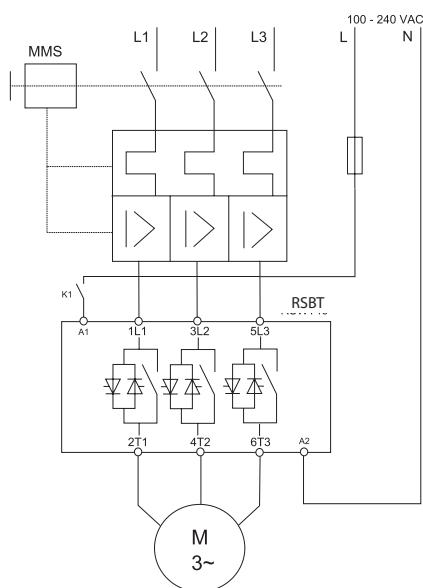 100 - 240 VAC
L1 L2 L3 L N
MMS
K1
RSBT
A1 1L1 3L2 5L3
2T1 4T2 6T3 A2
M
3~